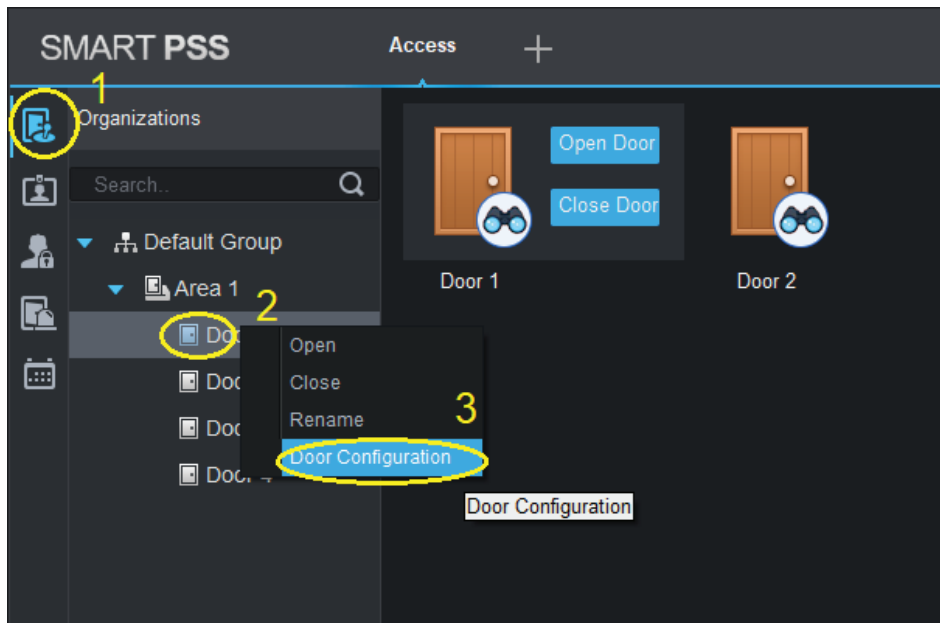 SMART PSS
Access
1
Organizations
Open Door
Search..
Close Door
Default Group
Door 1
Door 2
Area 1
2
Open
Close
Rename
3
Door Configuration
Door Configuration